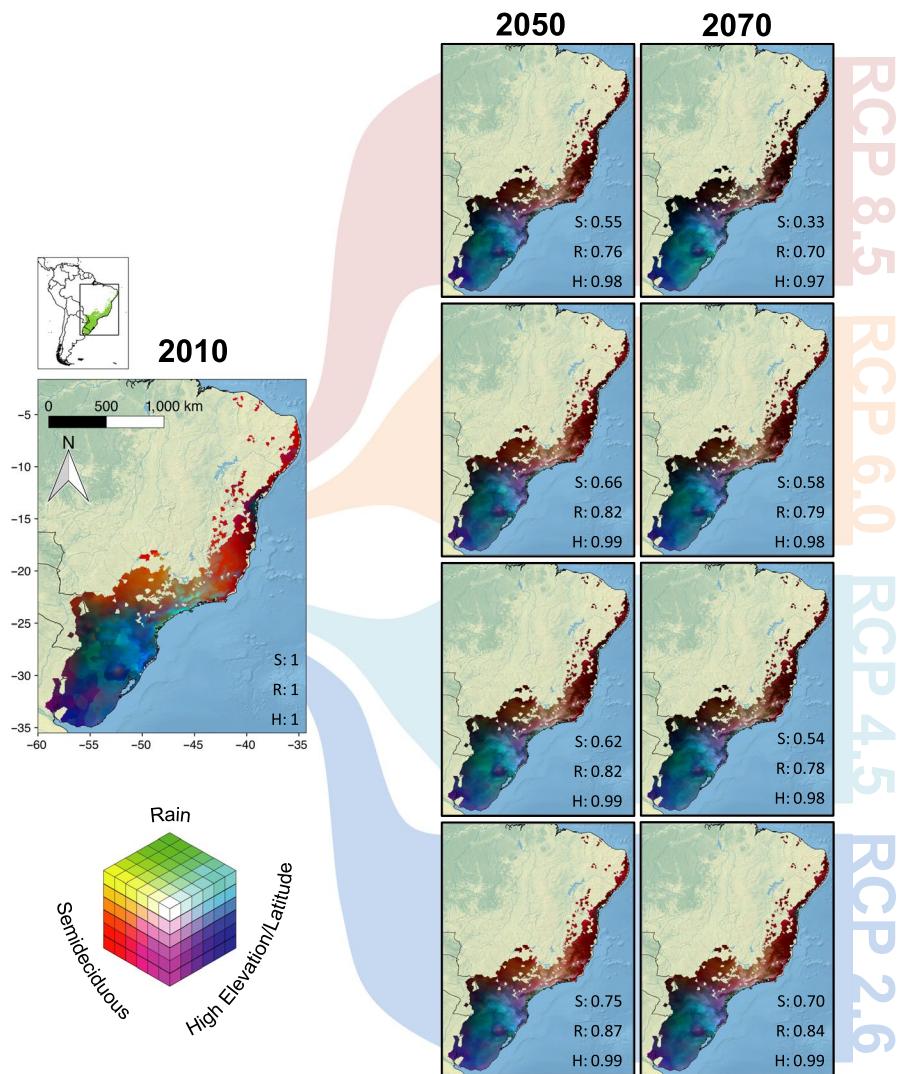 2050
2070
RCP 8.5
S: 0.55
R: 0.76
H: 0.98
S: 0.33
R: 0.70
H: 0.97
2010
0 500 1,000 km
N
−5
−10
−15
−20
−25
−30
−35
−60 −55 −50 −45 −40 −35
S: 1
R: 1
H: 1
RCP 6.0
S: 0.66
R: 0.82
H: 0.99
S: 0.58
R: 0.79
H: 0.98
RCP 4.5
S: 0.62
R: 0.82
H: 0.99
S: 0.54
R: 0.78
H: 0.98
RCP 2.6
S: 0.75
R: 0.87
H: 0.99
S: 0.70
R: 0.84
H: 0.99
Rain
Semideciduous
High Elevation/Latitude